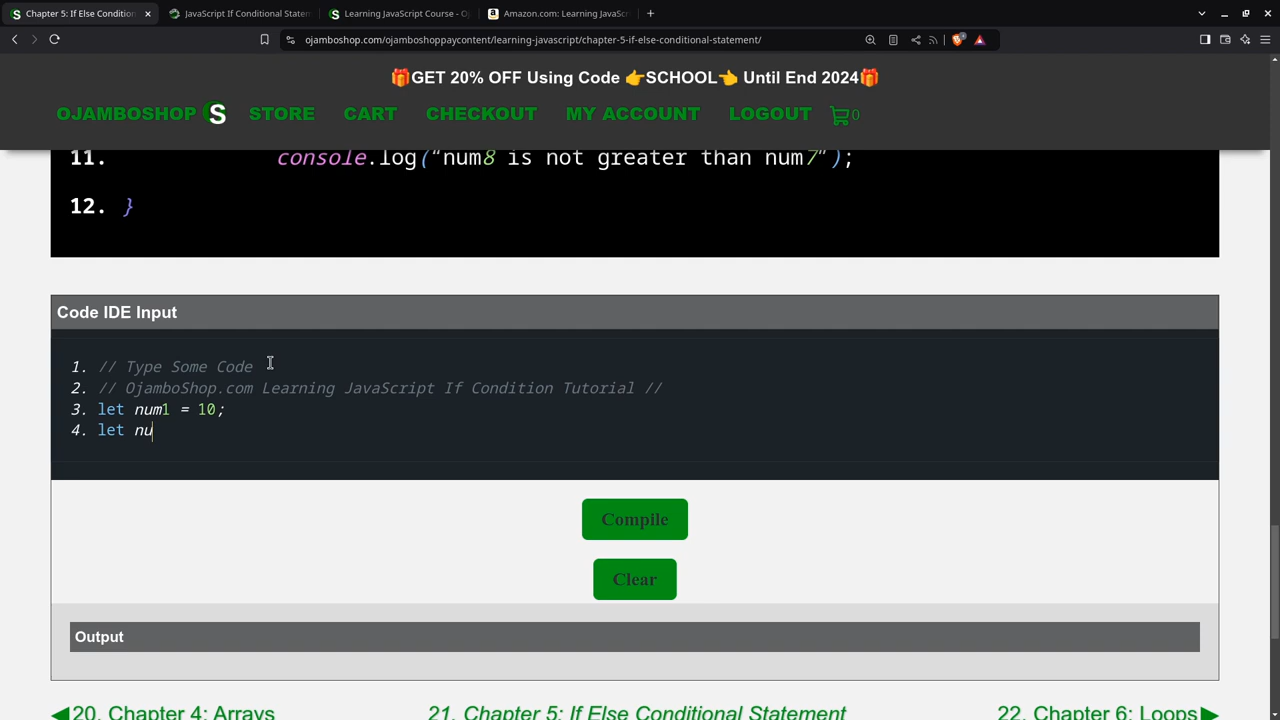 Chapter 5: If Else Condition
JavaScript If Conditional Statem
Learning JavaScript Course - O
Amazon.com: Learning JavaSc
ojamboshop.com/ojamboshoppaycontent/learning-javascript/chapter-5-if-else-conditional-statement/
🎁GET 20% OFF Using Code 👉SCHOOL👈 Until End 2024🎁
OJAMBOSHOP S STORE CART CHECKOUT MY ACCOUNT LOGOUT 0
11. console.log("num8 is not greater than num7");
12. }
Code IDE Input
1. // Type Some Code
2. // OjamboShop.com Learning JavaScript If Condition Tutorial //
3. let num1 = 10;
4. let nu
Compile
Clear
Output
◀20. Chapter 4: Arrays
21. Chapter 5: If Else Conditional Statement
22. Chapter 6: Loops▶